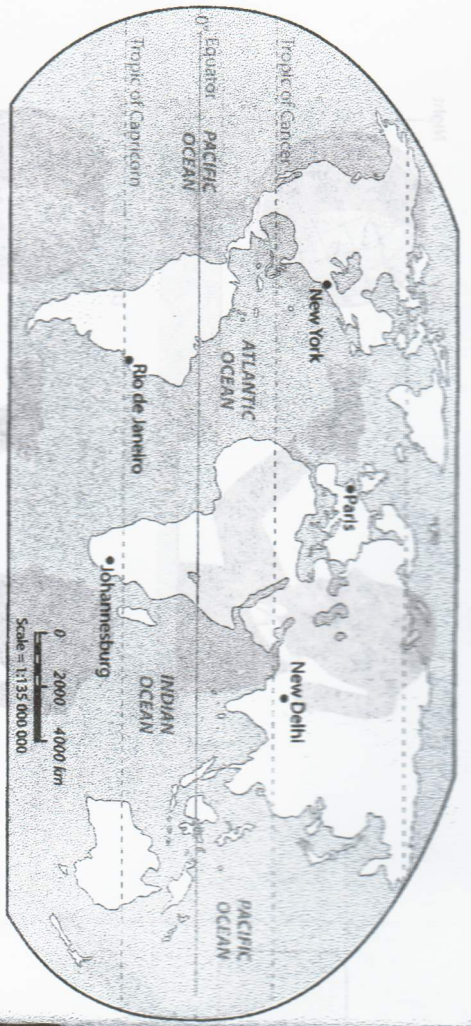 Tropic of Cancer
0° Equator
Tropic of Capricorn
PACIFIC
OCEAN
New York
ATLANTIC
OCEAN
Rio de Janeiro
Paris
Johannesburg
New Delhi
INDIAN
OCEAN
PACIFIC
OCEAN
0 2000 4000 km
Scale = 1:135 000 000